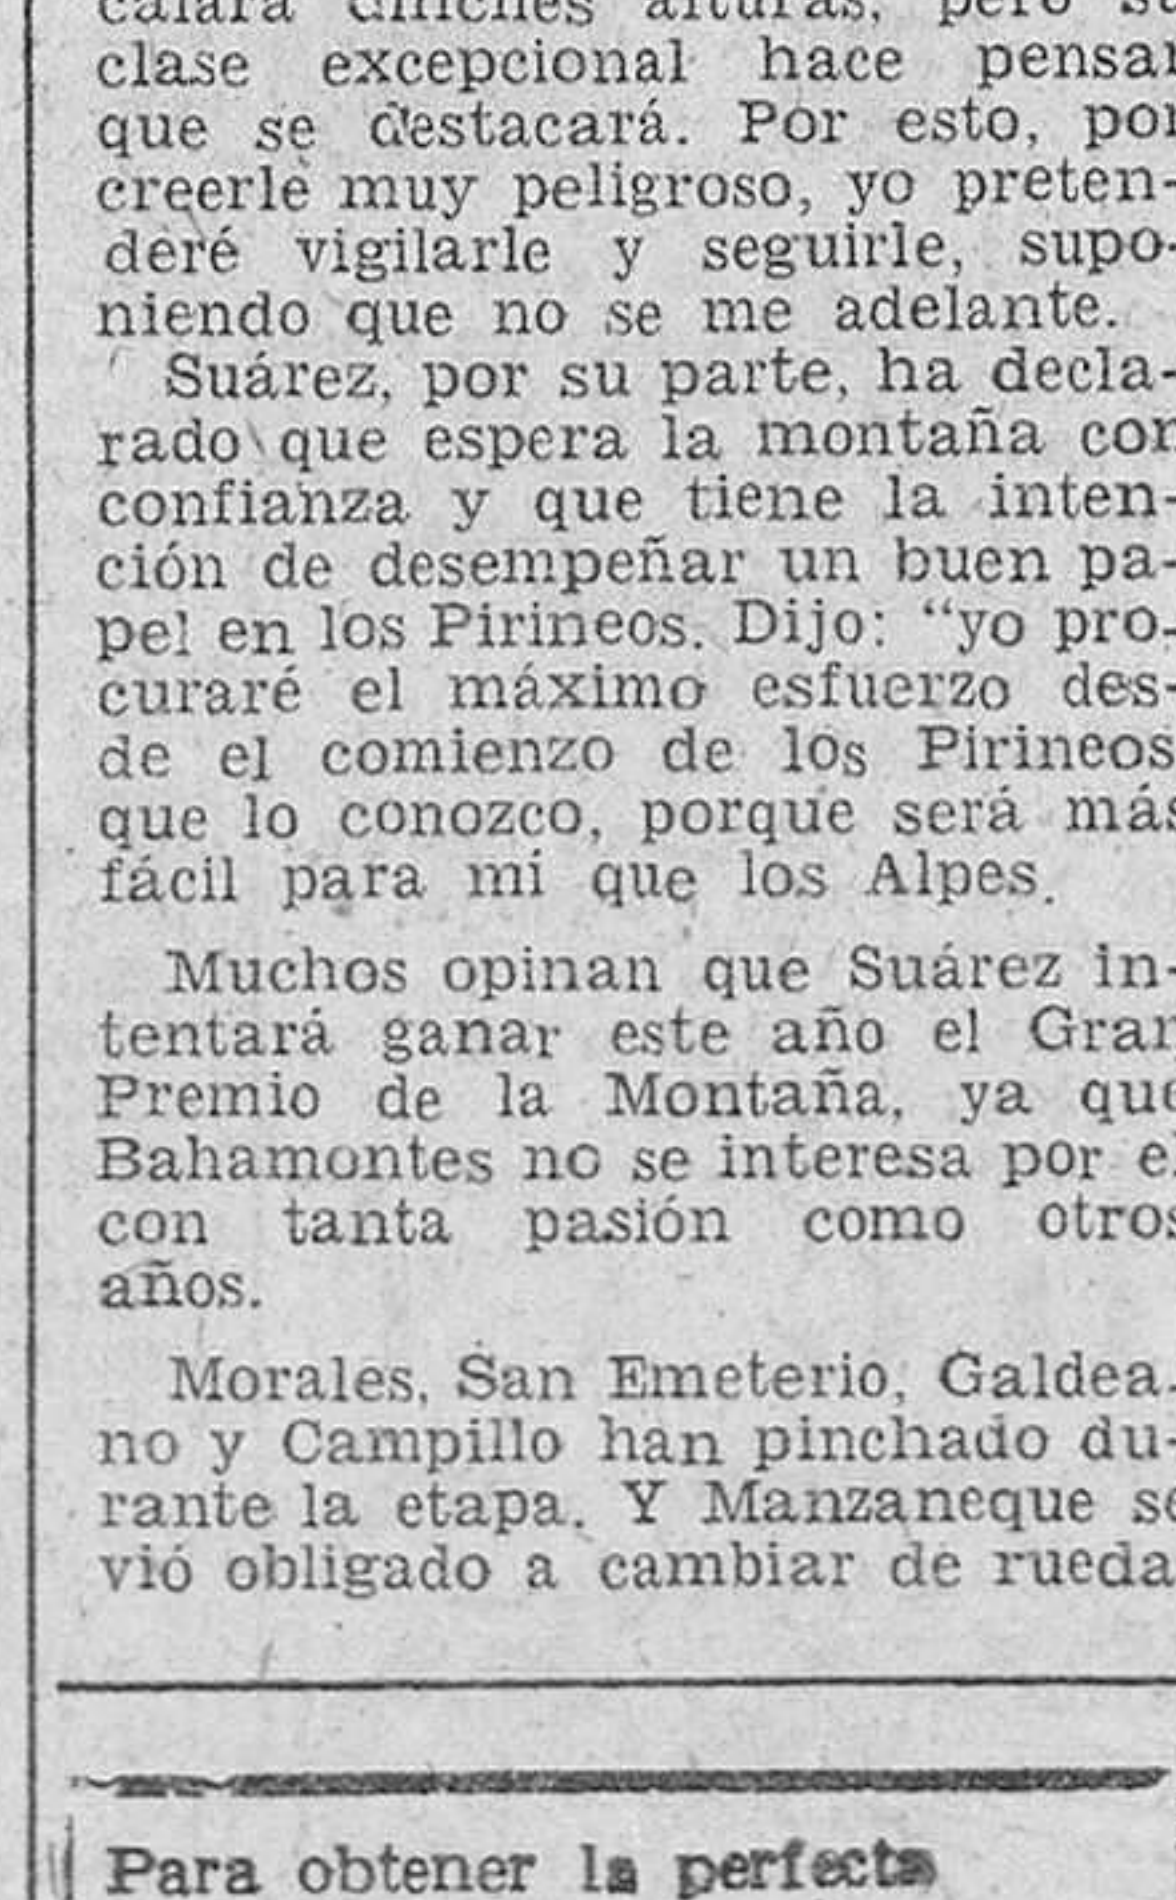 calará difíciles alturas, pero su
clase excepcional hace pensar
que se destacará. Por esto, por
creerle muy peligroso, yo preten-
deré vigilarle y seguirle, supo-
niendo que no se me adelante.
Suárez, por su parte, ha decla-
rado que espera la montaña con
confianza y que tiene la inten-
ción de desempeñar un buen pa-
pel en los Pirineos. Dijo: “yo pro-
curaré el máximo esfuerzo des-
de el comienzo de los Pirineos
que lo conozco, porque será más
fácil para mí que los Alpes.
Muchos opinan que Suárez in-
tentará ganar este año el Gran
Premio de la Montaña, ya que
Bahamontes no se interesa por el
con tanta pasión como otros
años.
Morales, San Emeterio, Galdea-
no y Campillo han pinchado du-
rante la etapa. Y Manzaneque se
vió obligado a cambiar de rueda
Para obtener la perfecta